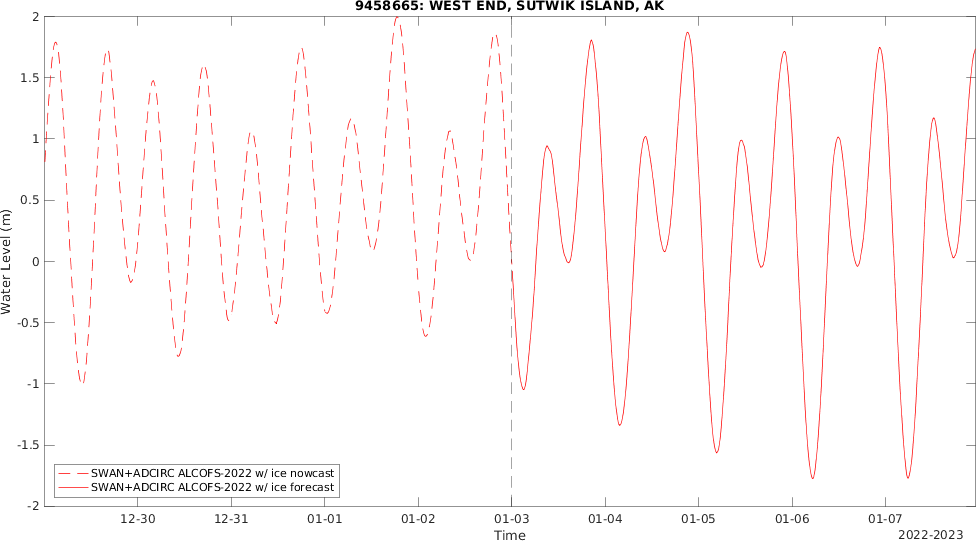 9458665: WEST END, SUTWIK ISLAND, AK
2
1.5
1
0.5
0
-0.5
-1
-1.5
-2
Water Level (m)
SWAN+ADCIRC ALCOFS-2022 w/ ice nowcast
SWAN+ADCIRC ALCOFS-2022 w/ ice forecast
12-30 12-31 01-01 01-02 01-03 01-04 01-05 01-06 01-07
Time
2022-2023